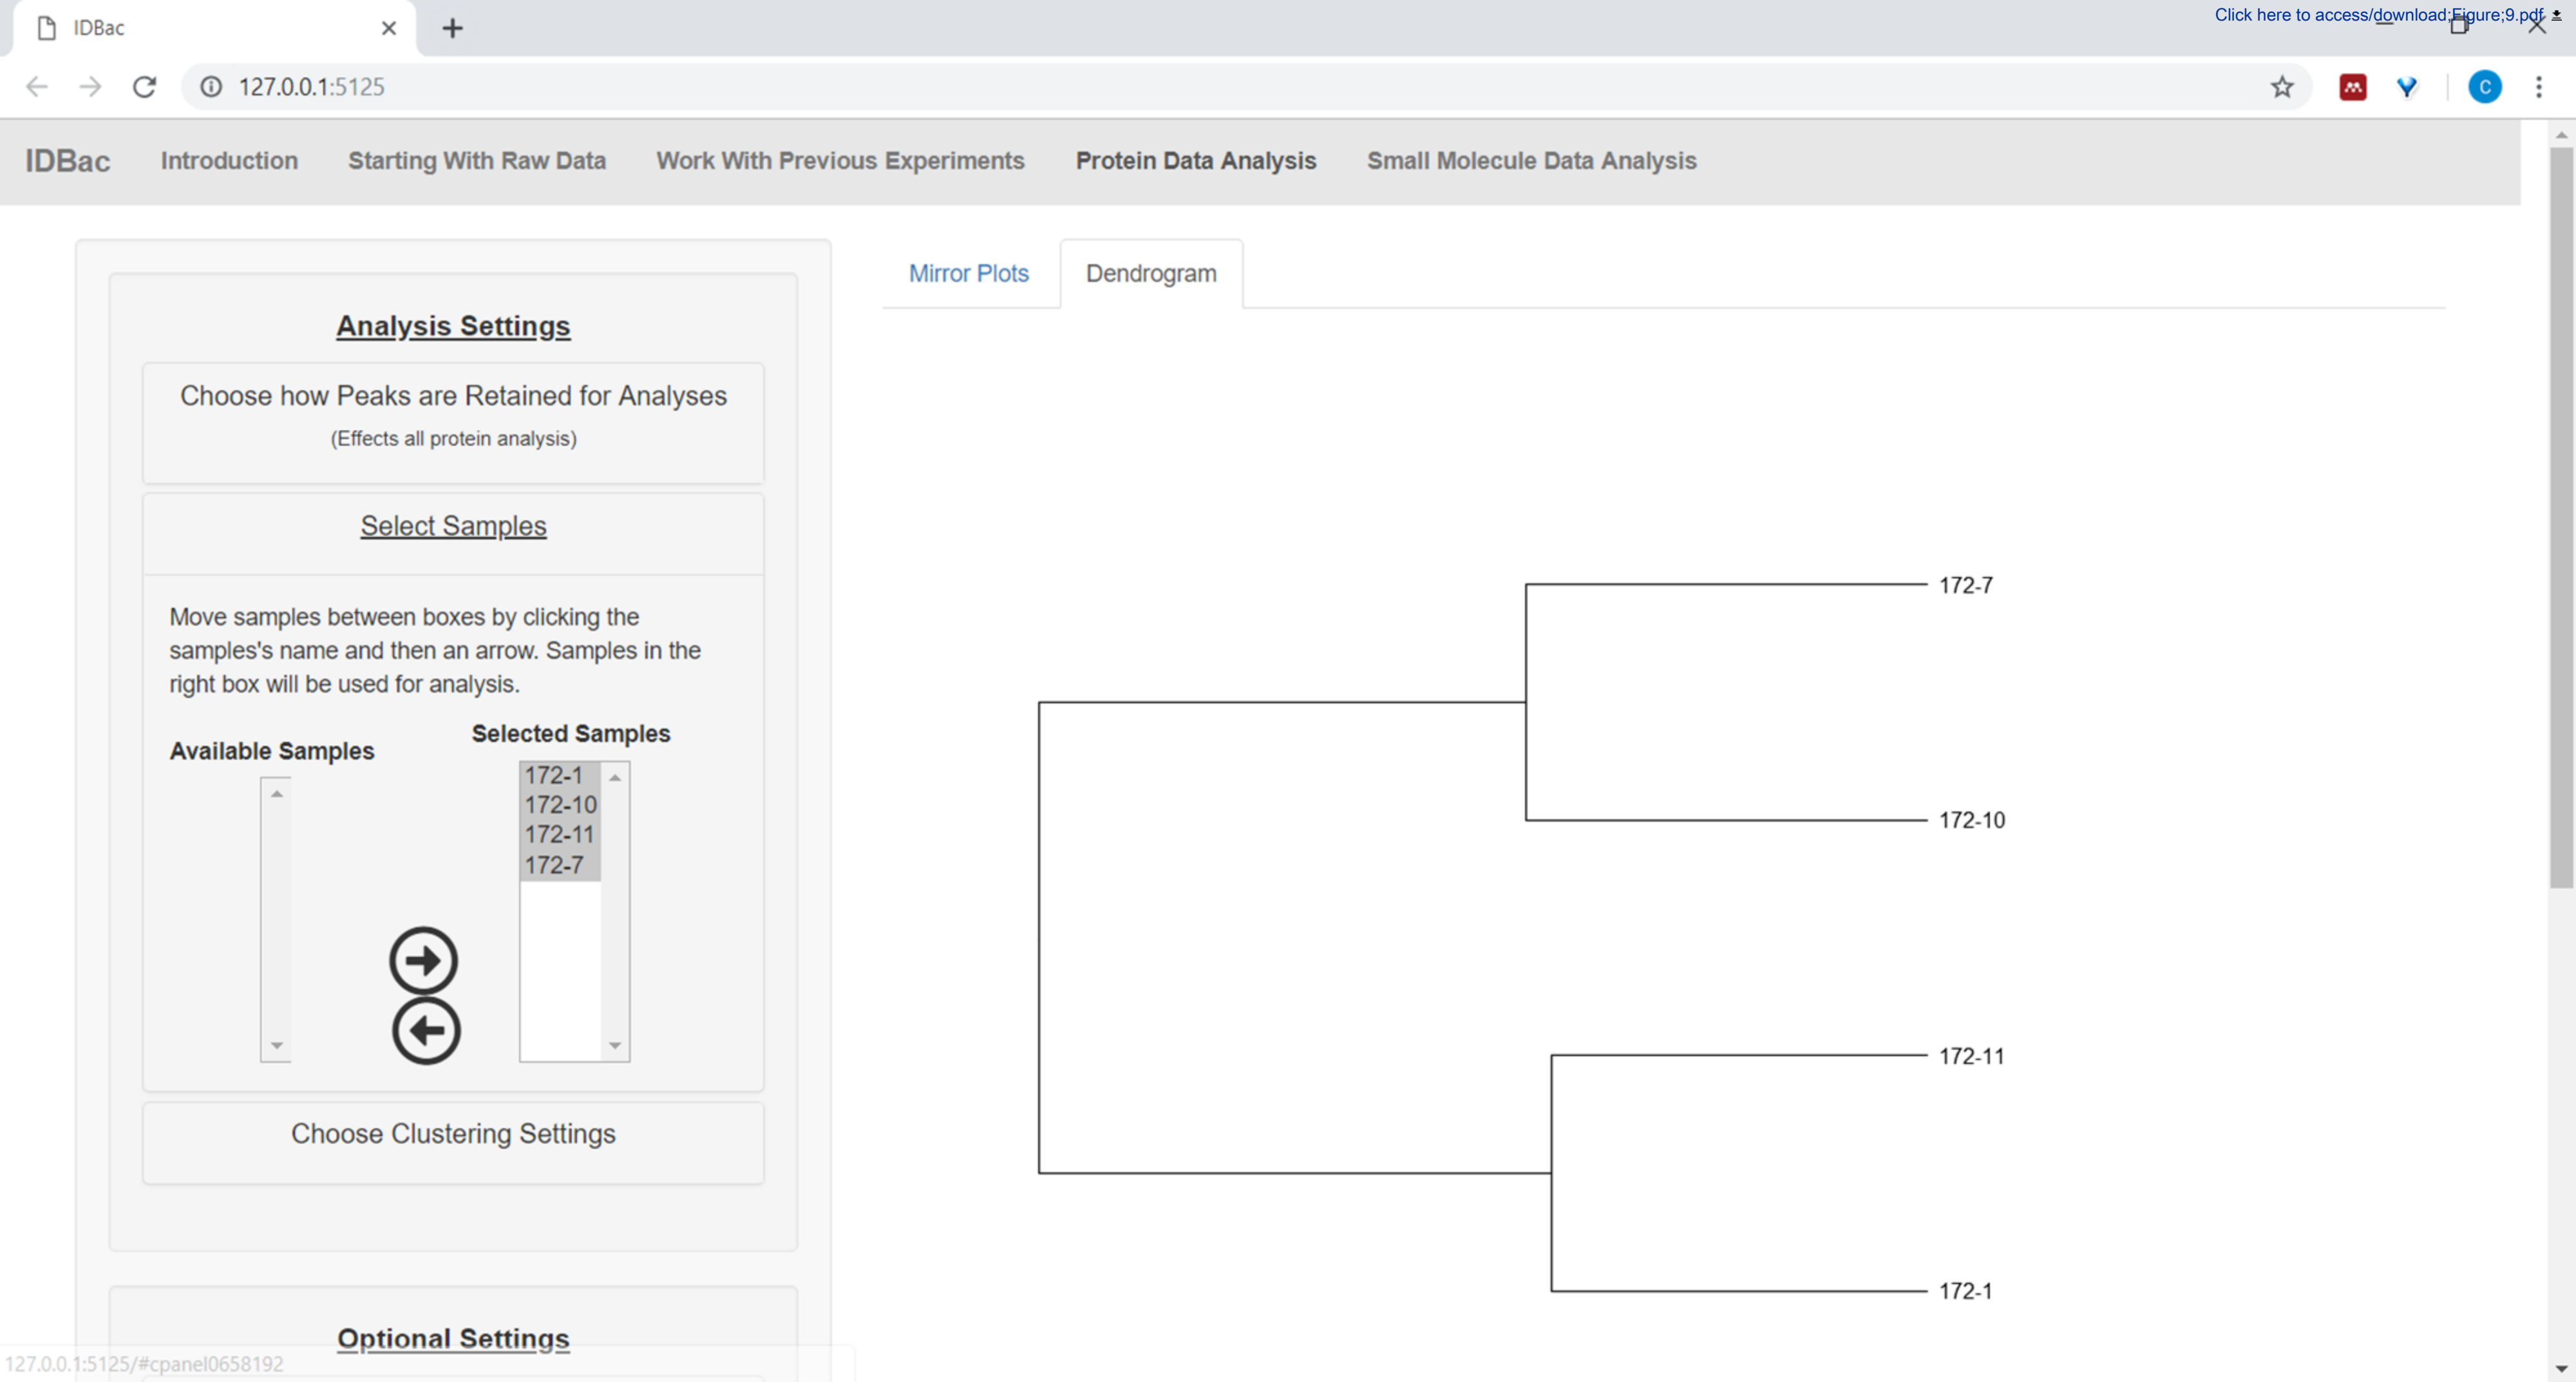 IDBac
Click here to access/download;Figure;9.pdf
127.0.0.1:5125
C
IDBac Introduction Starting With Raw Data Work With Previous Experiments Protein Data Analysis Small Molecule Data Analysis
Mirror Plots Dendrogram
Analysis Settings
Choose how Peaks are Retained for Analyses
(Effects all protein analysis)
Select Samples
Move samples between boxes by clicking the
samples's name and then an arrow. Samples in the
right box will be used for analysis.
Available Samples
Selected Samples
172-1
172-10
172-11
172-7
Choose Clustering Settings
Optional Settings
127.0.0.1:5125/#cpanel0658192
172-7
172-10
172-11
172-1